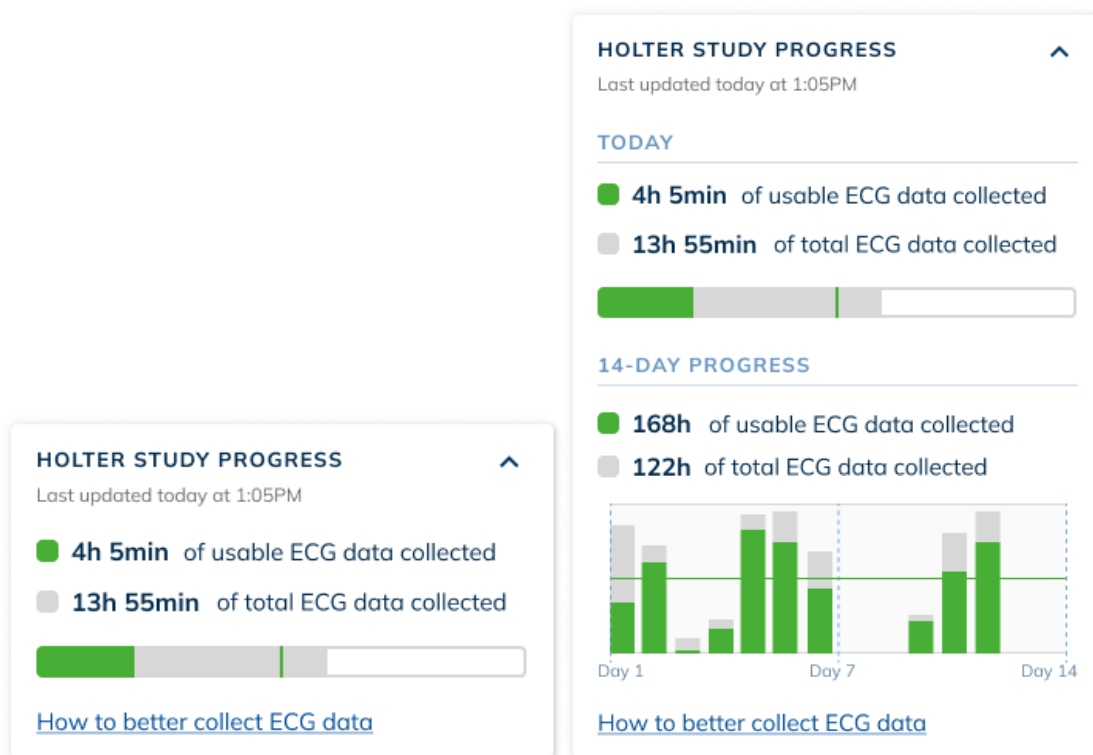 HOLTER STUDY PROGRESS
Last updated today at 1:05PM
4h 5min of usable ECG data collected
13h 55min of total ECG data collected
How to better collect ECG data
HOLTER STUDY PROGRESS
Last updated today at 1:05PM
TODAY
4h 5min of usable ECG data collected
13h 55min of total ECG data collected
14-DAY PROGRESS
168h of usable ECG data collected
122h of total ECG data collected
Day 1 Day 7 Day 14
How to better collect ECG data